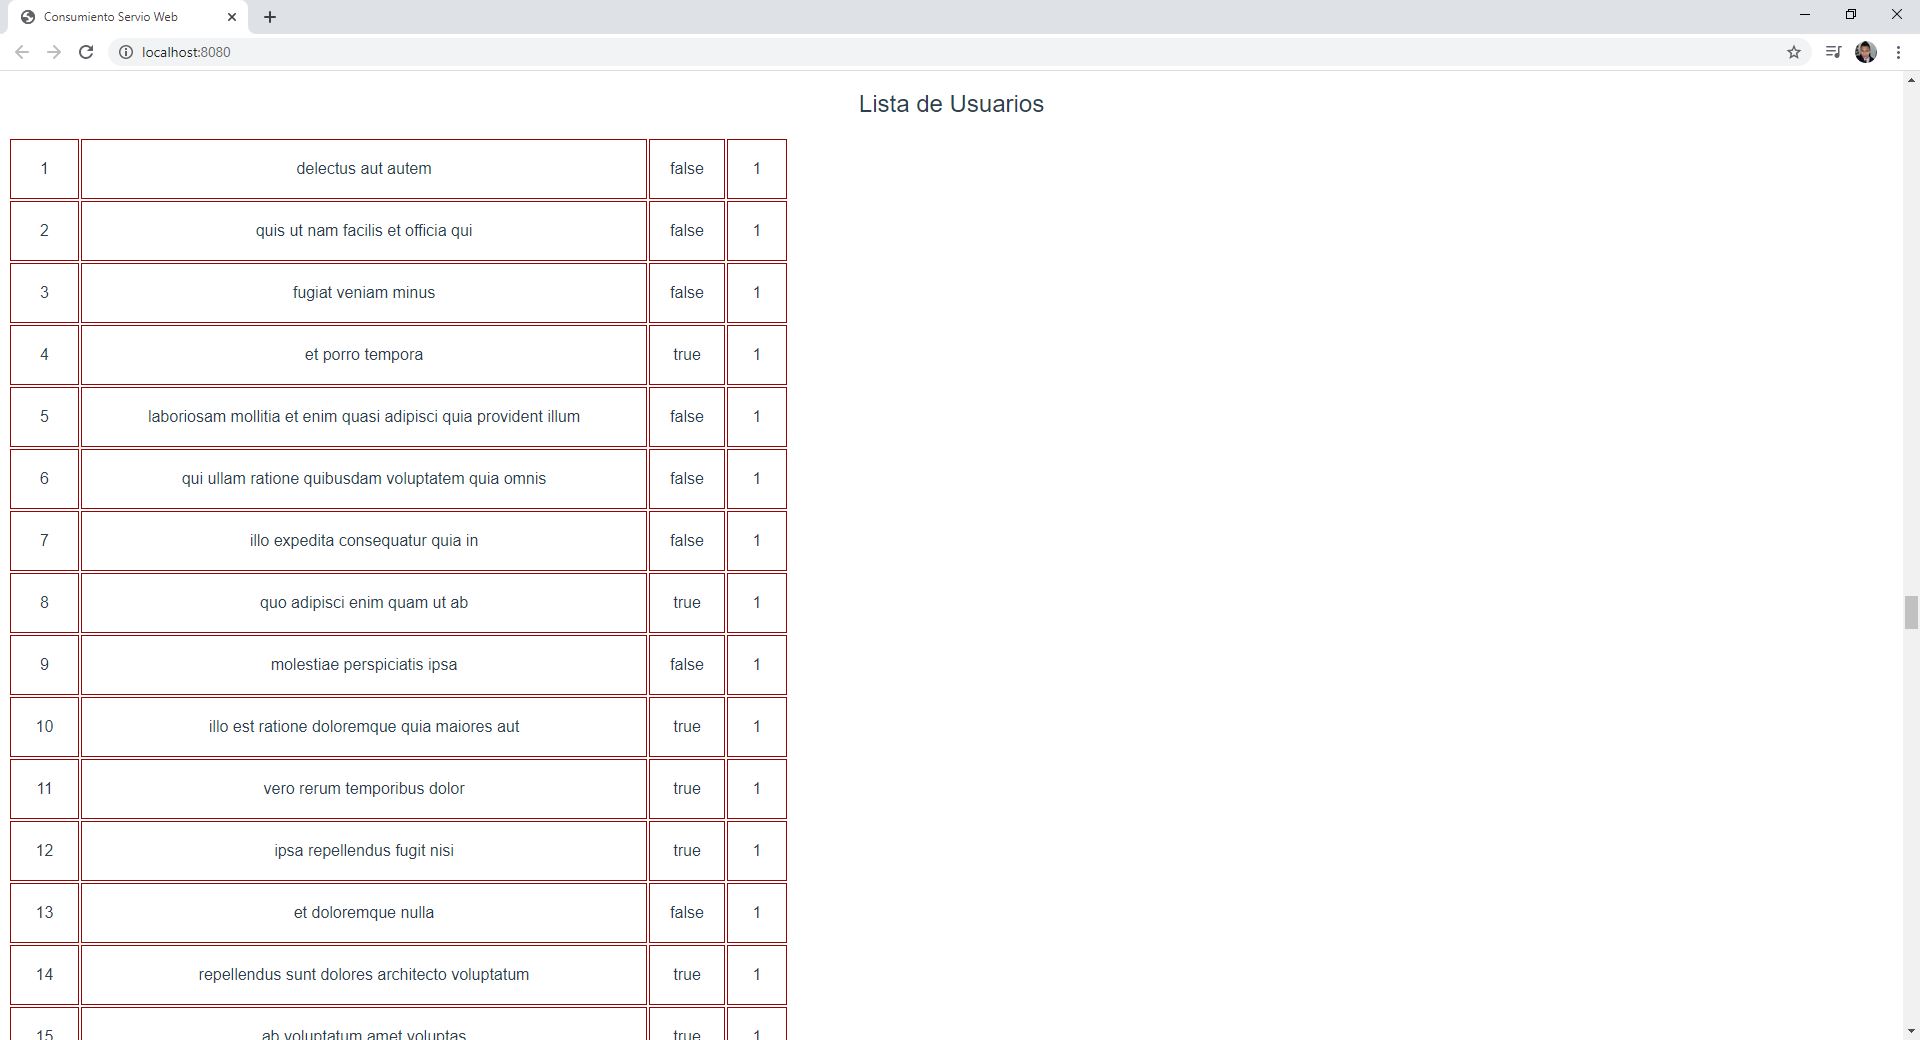 Consumiento Servio Web
localhost:8080
Lista de Usuarios
1 delectus aut autem false 1
2 quis ut nam facilis et officia qui false 1
3 fugiat veniam minus false 1
4 et porro tempora true 1
5 laboriosam mollitia et enim quasi adipisci quia provident illum false 1
6 qui ullam ratione quibusdam voluptatem quia omnis false 1
7 illo expedita consequatur quia in false 1
8 quo adipisci enim quam ut ab true 1
9 molestiae perspiciatis ipsa false 1
10 illo est ratione doloremque quia maiores aut true 1
11 vero rerum temporibus dolor true 1
12 ipsa repellendus fugit nisi true 1
13 et doloremque nulla false 1
14 repellendus sunt dolores architecto voluptatum true 1
15 ab voluptatum amet voluptas true 1